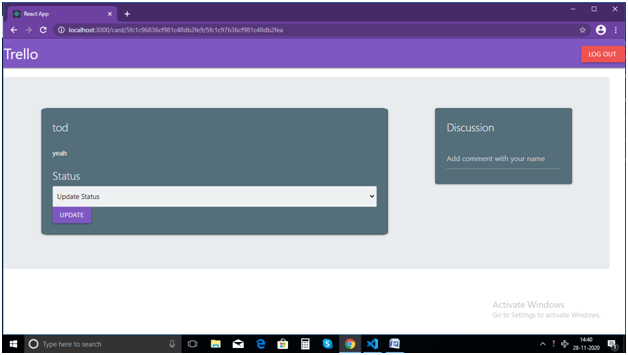 React App
localhost:3000/card/5fc1c96836cf981c48db2fe9/5fc1c97b36cf981c48db2fea
Trello
LOG OUT
tod
Discussion
yeah
Add comment with your name
Status
Update Status
UPDATE
Activate Windows
Go to Settings to activate Windows.
Type here to search
14:40
28-11-2020